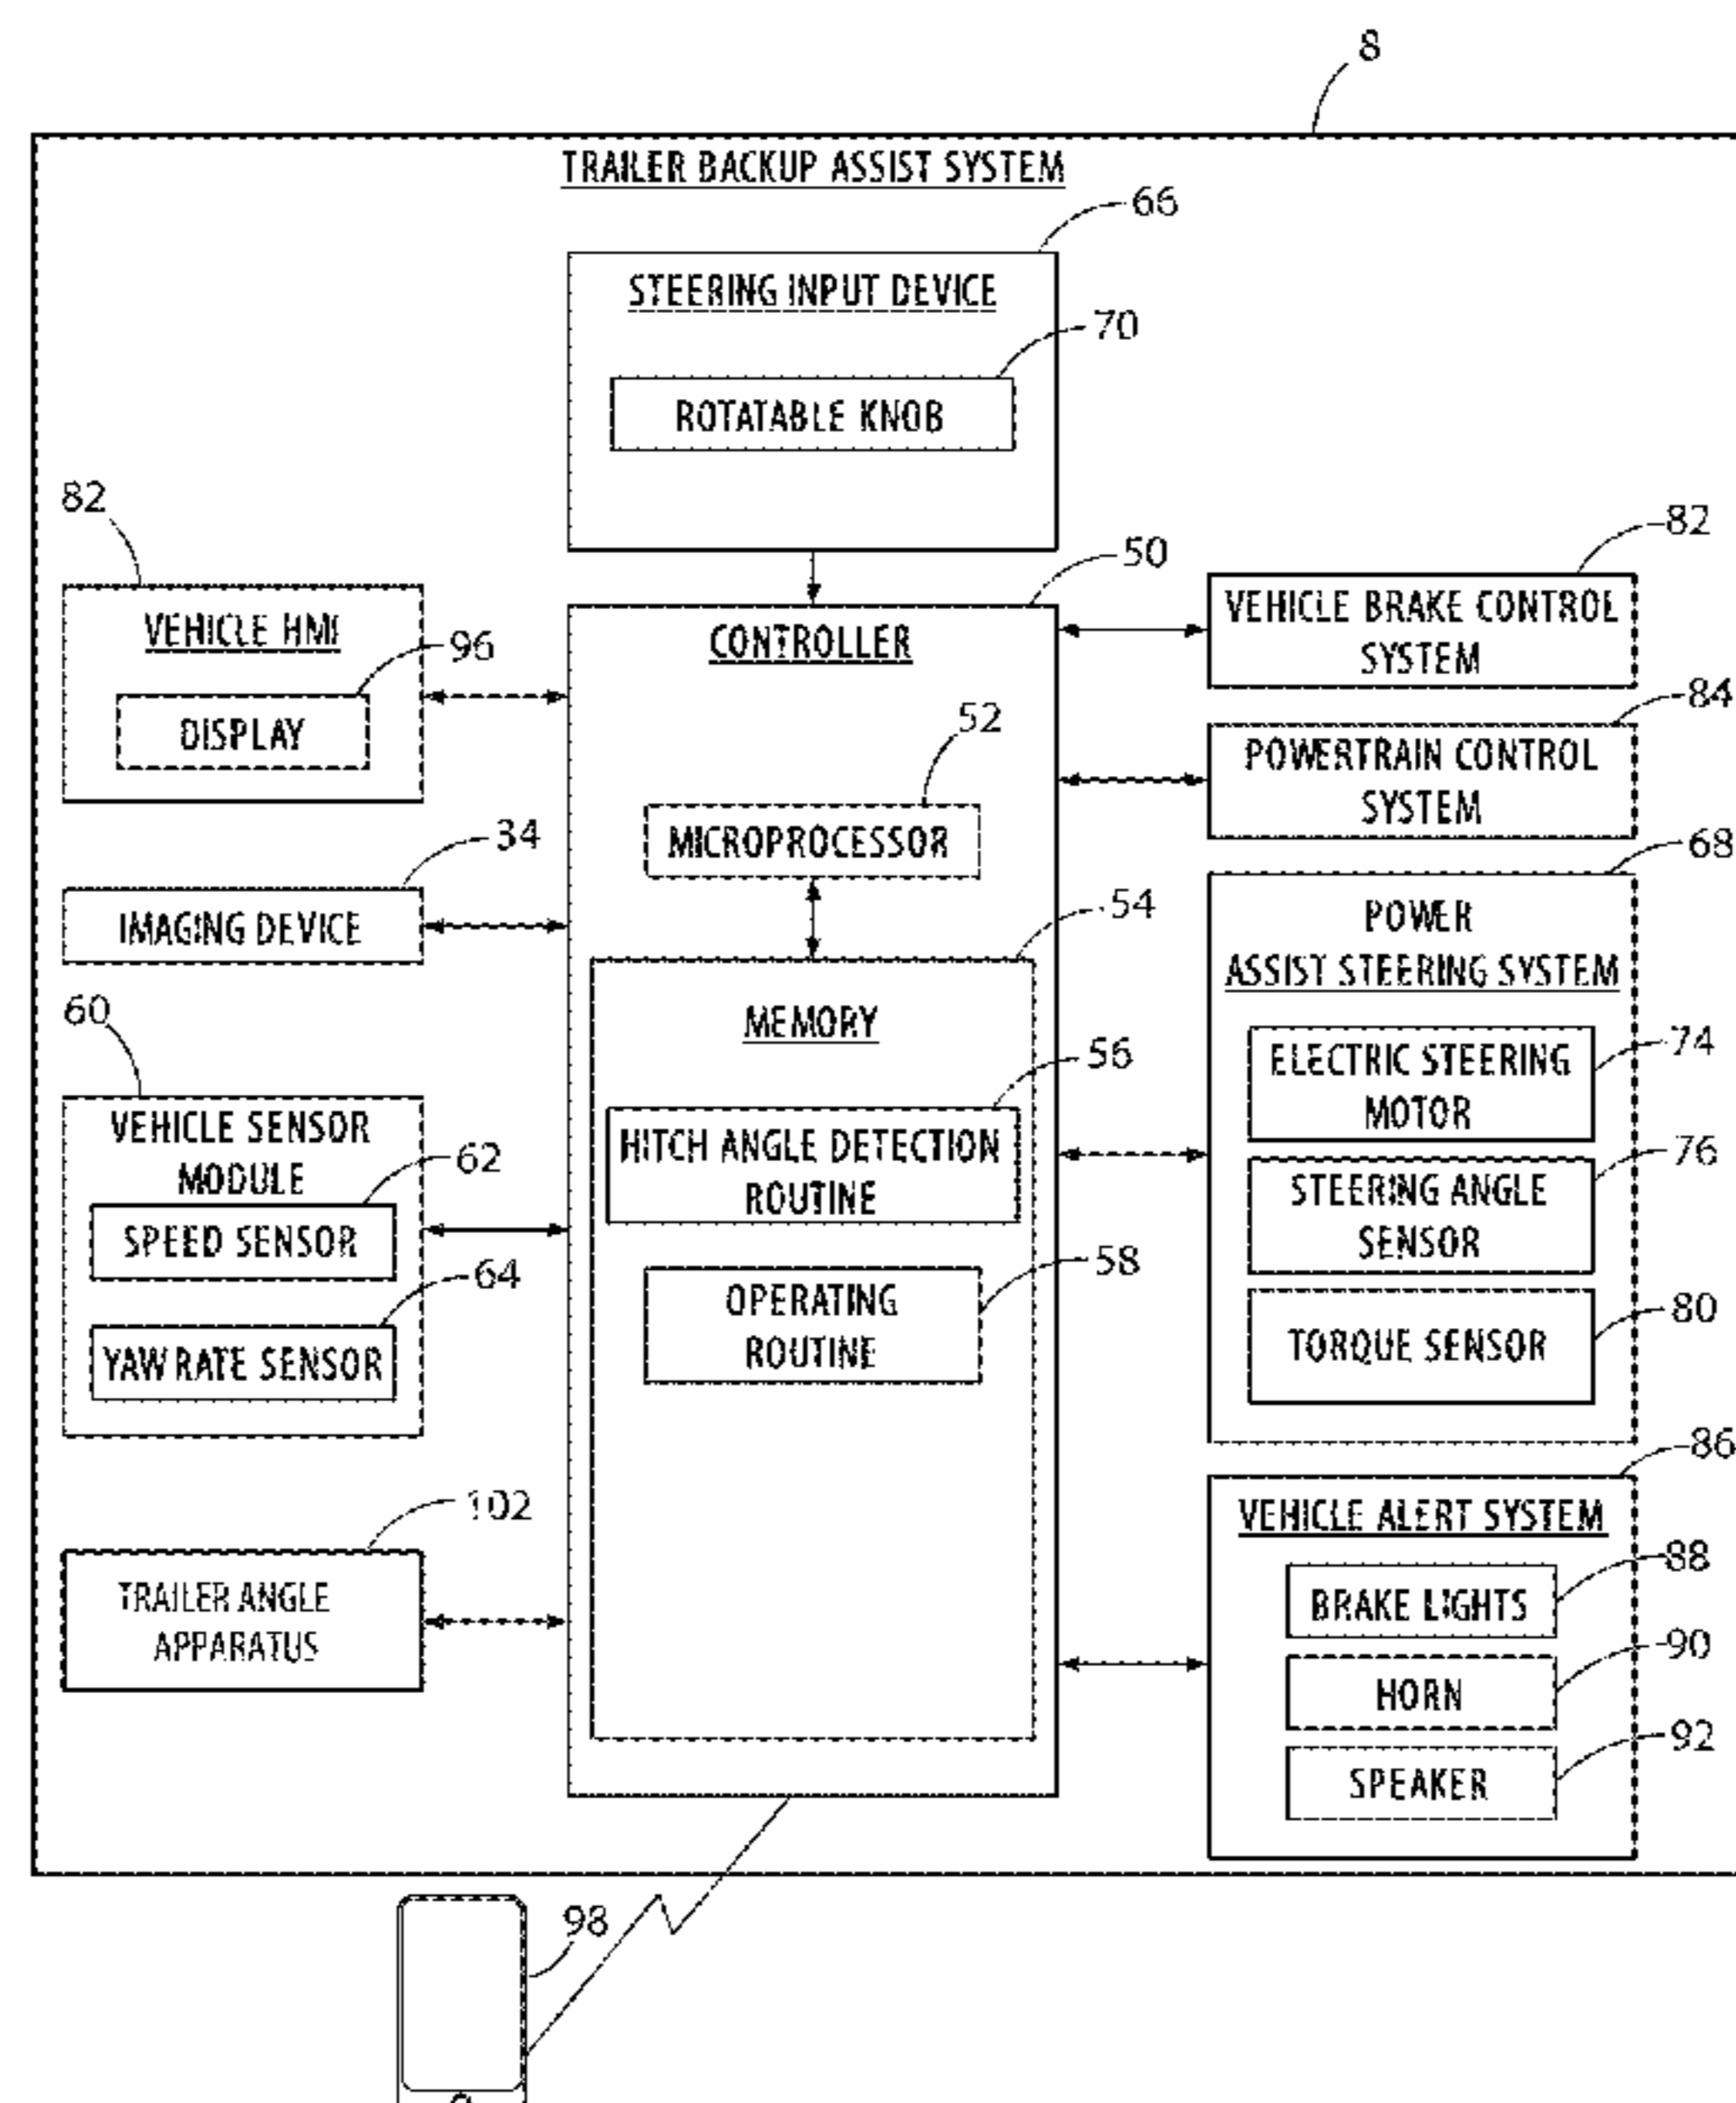 8
TRAILER BACKUP ASSIST SYSTEM
66
STEERING INPUT DEVICE
70
ROTATABLE KNOB
82
VEHICLE HMI
96
DISPLAY
34
IMAGING DEVICE
60
VEHICLE SENSOR
MODULE
62
SPEED SENSOR
64
YAW RATE SENSOR
102
TRAILER ANGLE
APPARATUS
50
CONTROLLER
52
MICROPROCESSOR
54
MEMORY
56
HITCH ANGLE DETECTION
ROUTINE
58
OPERATING
ROUTINE
82
VEHICLE BRAKE CONTROL
SYSTEM
84
POWERTRAIN CONTROL
SYSTEM
68
POWER
ASSIST STEERING SYSTEM
74
ELECTRIC STEERING
MOTOR
76
STEERING ANGLE
SENSOR
80
TORQUE SENSOR
86
VEHICLE ALERT SYSTEM
88
BRAKE LIGHTS
90
HORN
92
SPEAKER
98